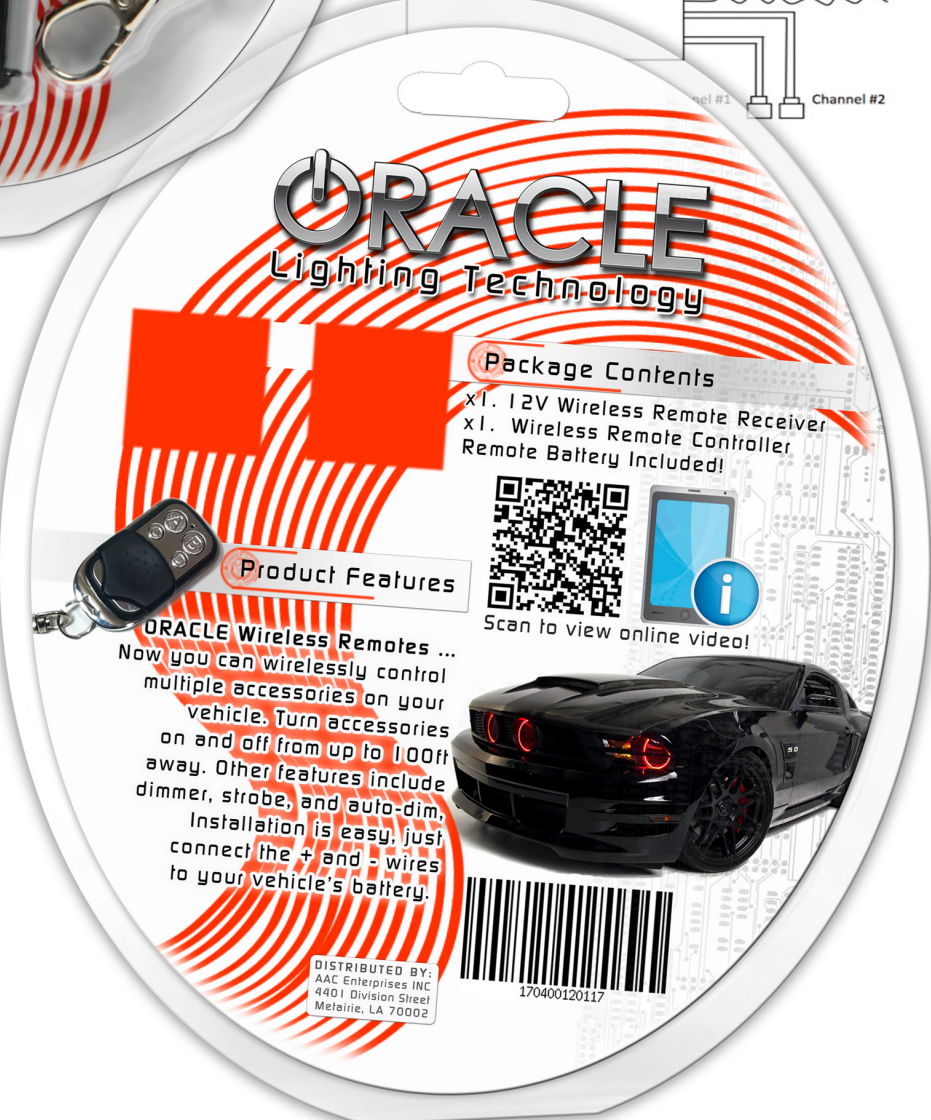 Channel #2
ORACLE
Lighting Technology
Package Contents
x1. 12V Wireless Remote Receiver
x1. Wireless Remote Controller
Remote Battery Included!
Scan to view online video!
Product Features
ORACLE Wireless Remotes ...
Now you can wirelessly control
multiple accessories on your
vehicle. Turn accessories
on and off from up to 100ft
away. Other features include
dimmer, strobe, and auto-dim,
Installation is easy, just
connect the + and - wires
to your vehicle's battery.
5.0
170400120117
DISTRIBUTED BY:
AAC Enterprises INC
4401 Division Street
Metairie, LA 70002